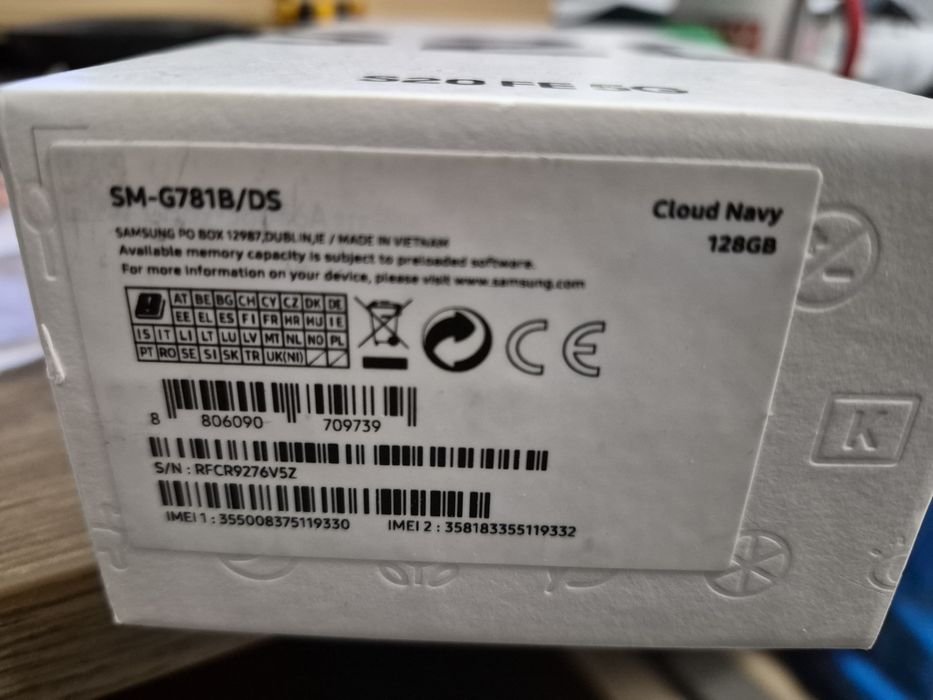 S20 FE 5G
SM-G781B/DS
Cloud Navy
128GB
SAMSUNG PO BOX 12987,DUBLIN,IE / MADE IN VIETNAM
Available memory capacity is subject to preloaded software.
For more information on your device, please visit www.samsung.com
AT BE BG CH CY CZ DK DE
EE EL ES FI FR HR HU IE
IS IT LI LT LU LV MT NL NO PL
PT RO SE SI SK TR UK(NI)
CE
8 806090 709739
S/N : RFCR9276V5Z
IMEI 1 : 355008375119330 IMEI 2 : 358183355119332
K